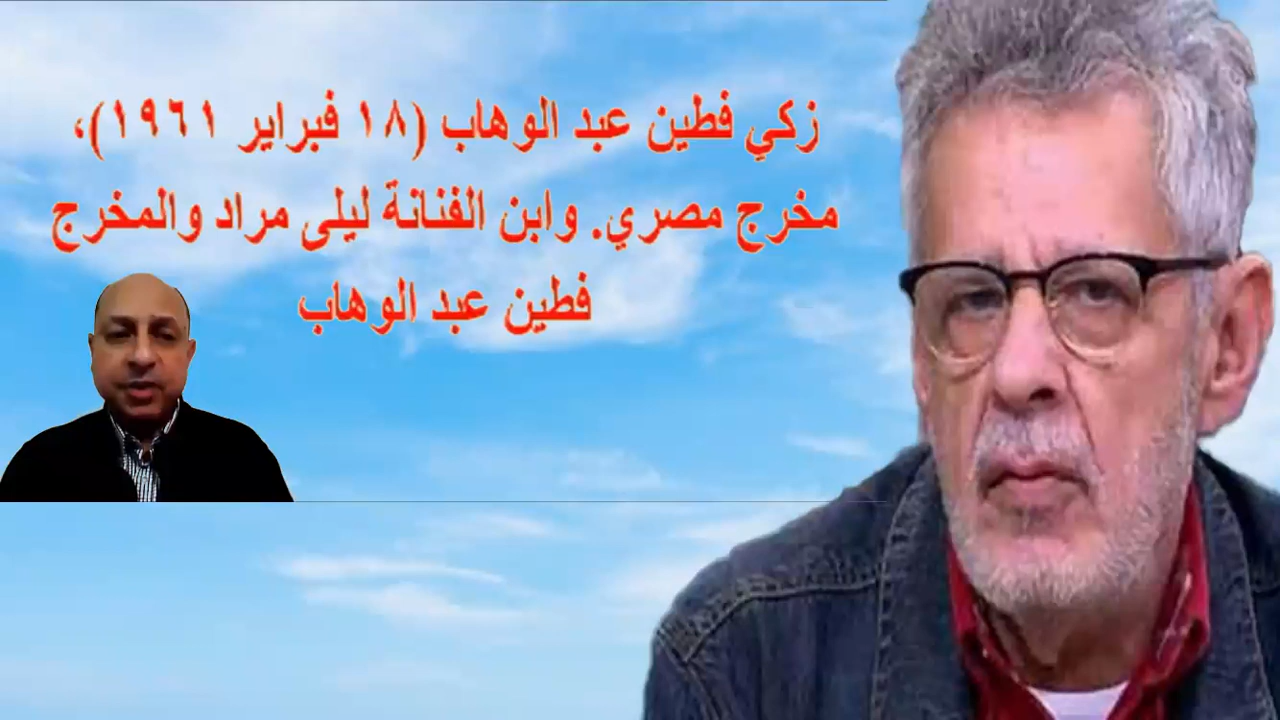 زكي فطين عبد الوهاب (١٨ فبراير ١٩٦١)،
مخرج مصري. وابن الفنانة ليلى مراد والمخرج
فطين عبد الوهاب